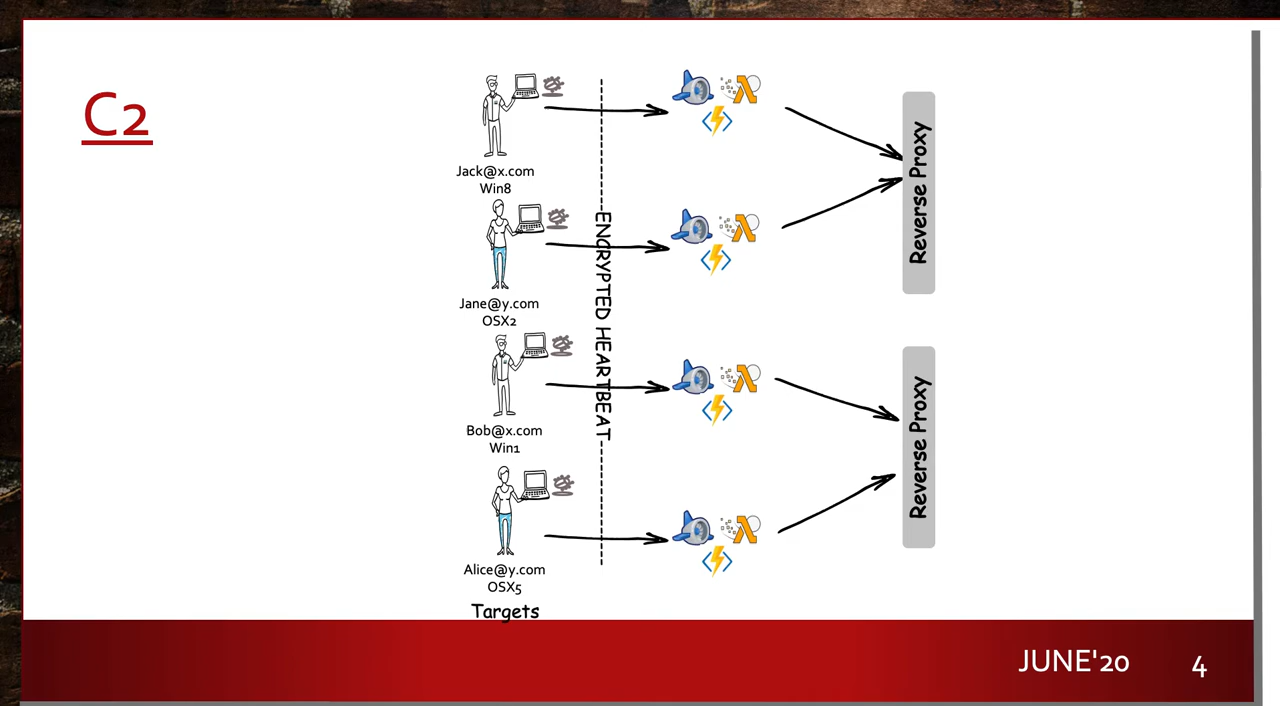 C2
Jack@x.com
Win8
Jane@y.com
OSX2
Bob@x.com
Win1
Alice@y.com
OSX5
Targets
ENCRYPTED HEARTBEAT
Reverse Proxy
Reverse Proxy
JUNE'20
4